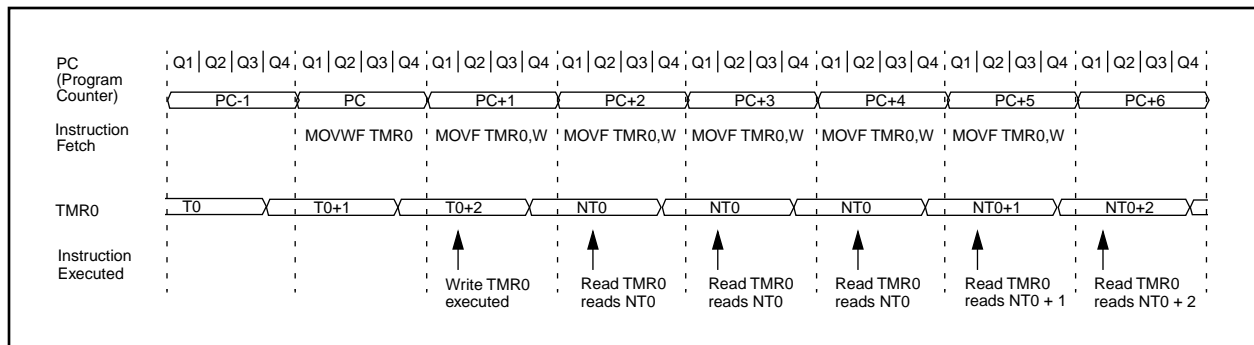 PC
(Program
Counter)
Q1 Q2 Q3 Q4 Q1 Q2 Q3 Q4 Q1 Q2 Q3 Q4 Q1 Q2 Q3 Q4 Q1 Q2 Q3 Q4 Q1 Q2 Q3 Q4 Q1 Q2 Q3 Q4 Q1 Q2 Q3 Q4
PC-1 PC PC+1 PC+2 PC+3 PC+4 PC+5 PC+6
Instruction
Fetch
MOVWF TMR0 MOVF TMR0,W MOVF TMR0,W MOVF TMR0,W MOVF TMR0,W MOVF TMR0,W
TMR0
T0 T0+1 T0+2 NT0 NT0 NT0 NT0+1 NT0+2
Instruction
Executed
Write TMR0
executed
Read TMR0
reads NT0
Read TMR0
reads NT0
Read TMR0
reads NT0
Read TMR0
reads NT0 + 1
Read TMR0
reads NT0 + 2